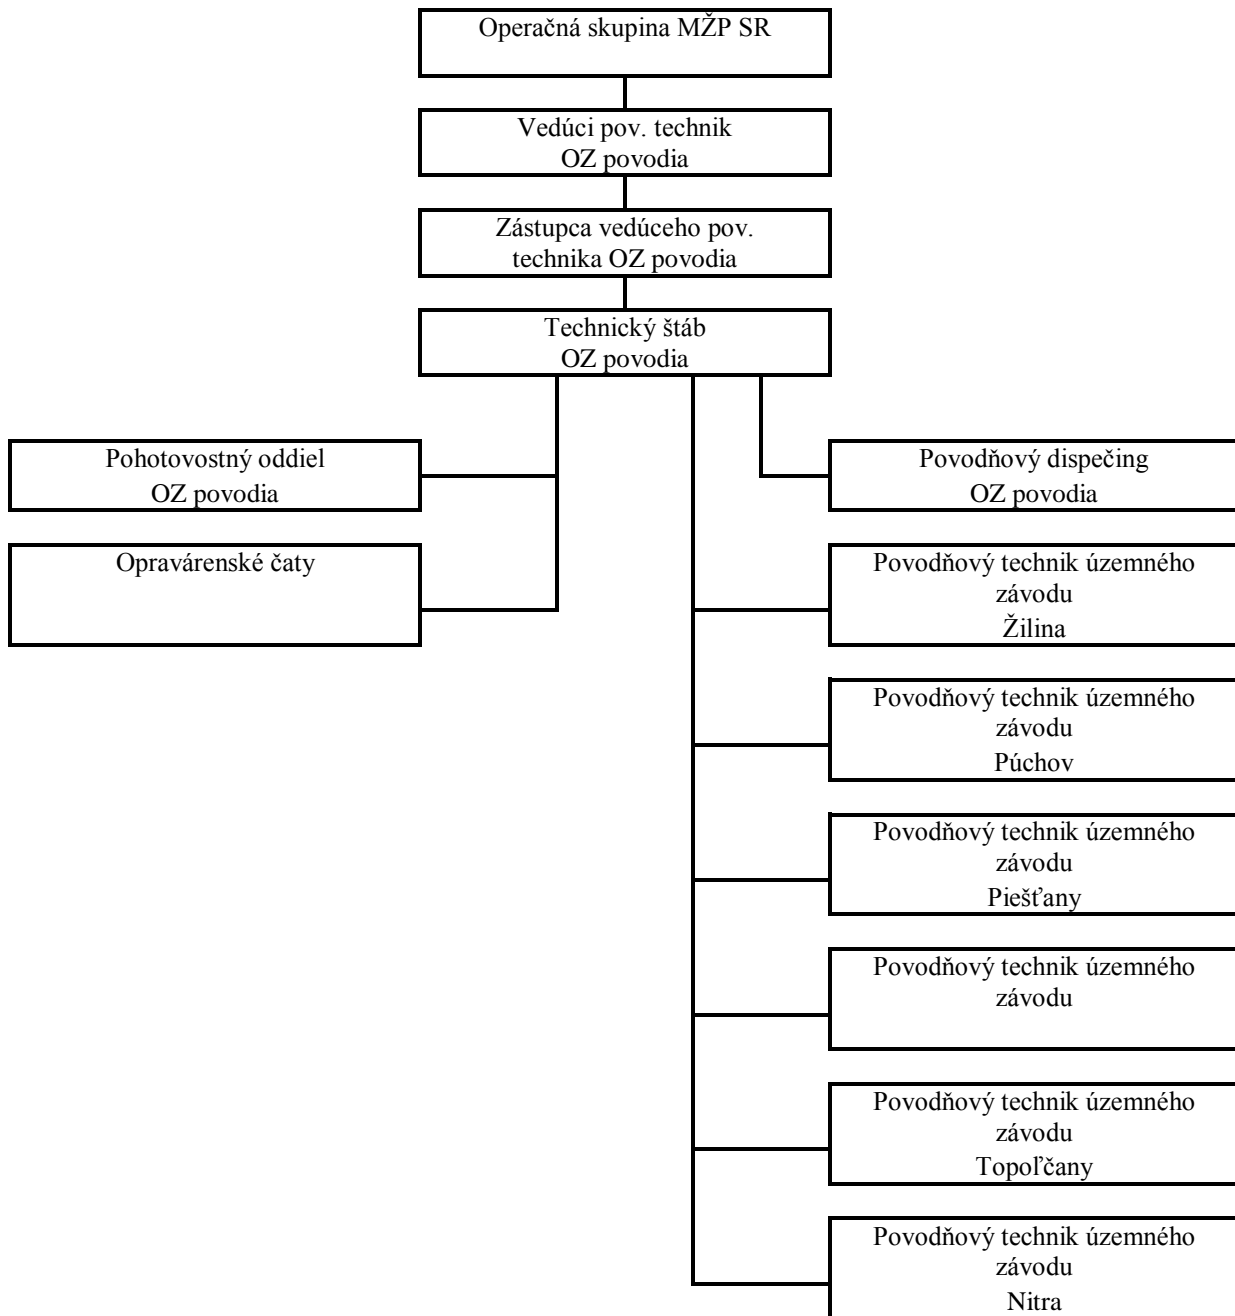 Operačná skupina MŽP SR
Vedúci pov. technik
OZ povodia
Zástupca vedúceho pov.
technika OZ povodia
Technický štáb
OZ povodia
Pohotovostný oddiel
OZ povodia
Povodňový dispečing
OZ povodia
Opravárenské čaty
Povodňový technik územného
závodu
Žilina
Povodňový technik územného
závodu
Púchov
Povodňový technik územného
závodu
Piešťany
Povodňový technik územného
závodu
Povodňový technik územného
závodu
Topoľčany
Povodňový technik územného
závodu
Nitra